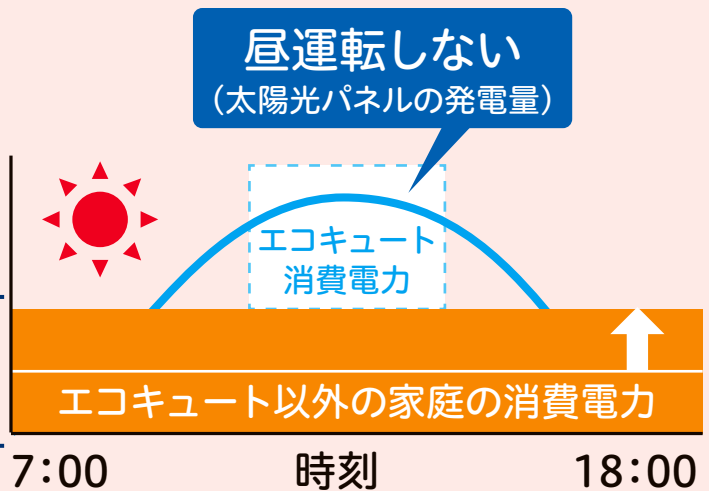 昼運転しない
（太陽光パネルの発電量）
エコキュート
消費電力
エコキュート以外の家庭の消費電力
7：00
時刻
18：00